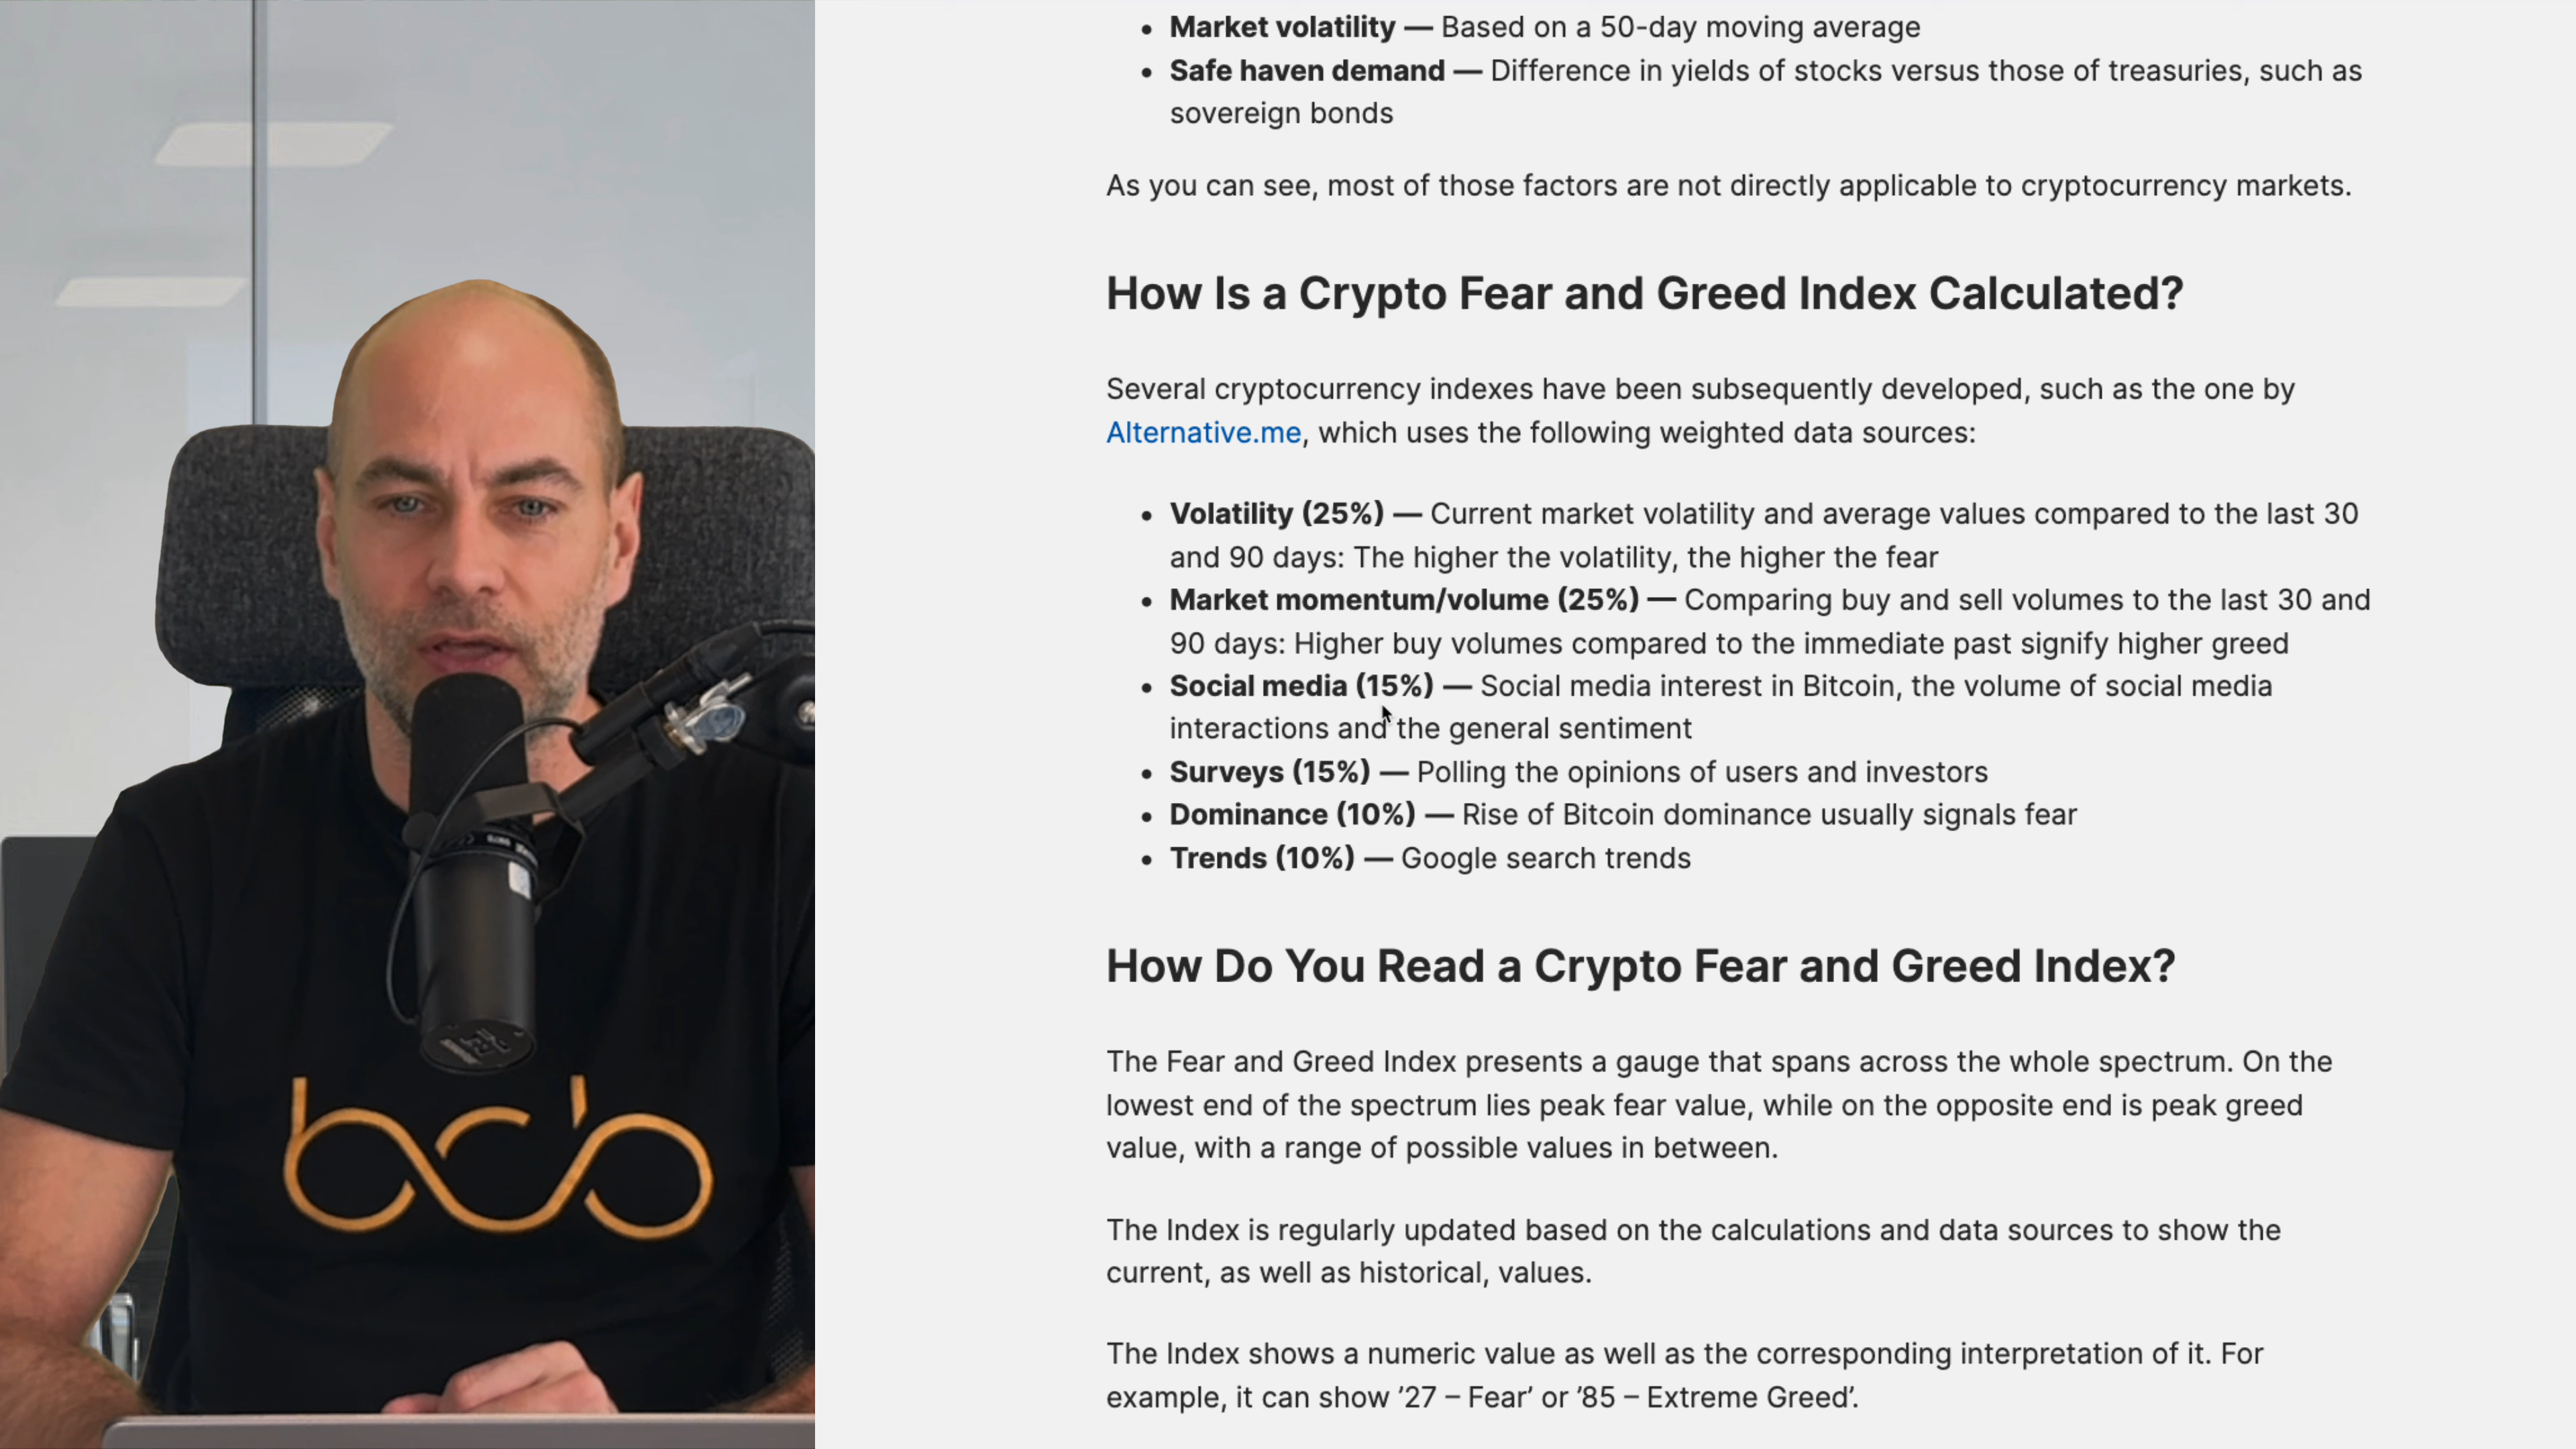 Market volatility — Based on a 50-day moving average
Safe haven demand — Difference in yields of stocks versus those of treasuries, such as
sovereign bonds
As you can see, most of those factors are not directly applicable to cryptocurrency markets.
How Is a Crypto Fear and Greed Index Calculated?
Several cryptocurrency indexes have been subsequently developed, such as the one by
Alternative.me, which uses the following weighted data sources:
Volatility (25%) — Current market volatility and average values compared to the last 30
and 90 days: The higher the volatility, the higher the fear
Market momentum/volume (25%) — Comparing buy and sell volumes to the last 30 and
90 days: Higher buy volumes compared to the immediate past signify higher greed
Social media (15%) — Social media interest in Bitcoin, the volume of social media
interactions and the general sentiment
Surveys (15%) — Polling the opinions of users and investors
Dominance (10%) — Rise of Bitcoin dominance usually signals fear
Trends (10%) — Google search trends
How Do You Read a Crypto Fear and Greed Index?
The Fear and Greed Index presents a gauge that spans across the whole spectrum. On the
lowest end of the spectrum lies peak fear value, while on the opposite end is peak greed
value, with a range of possible values in between.
The Index is regularly updated based on the calculations and data sources to show the
current, as well as historical, values.
The Index shows a numeric value as well as the corresponding interpretation of it. For
example, it can show ’27 – Fear’ or ’85 – Extreme Greed’.
bcb